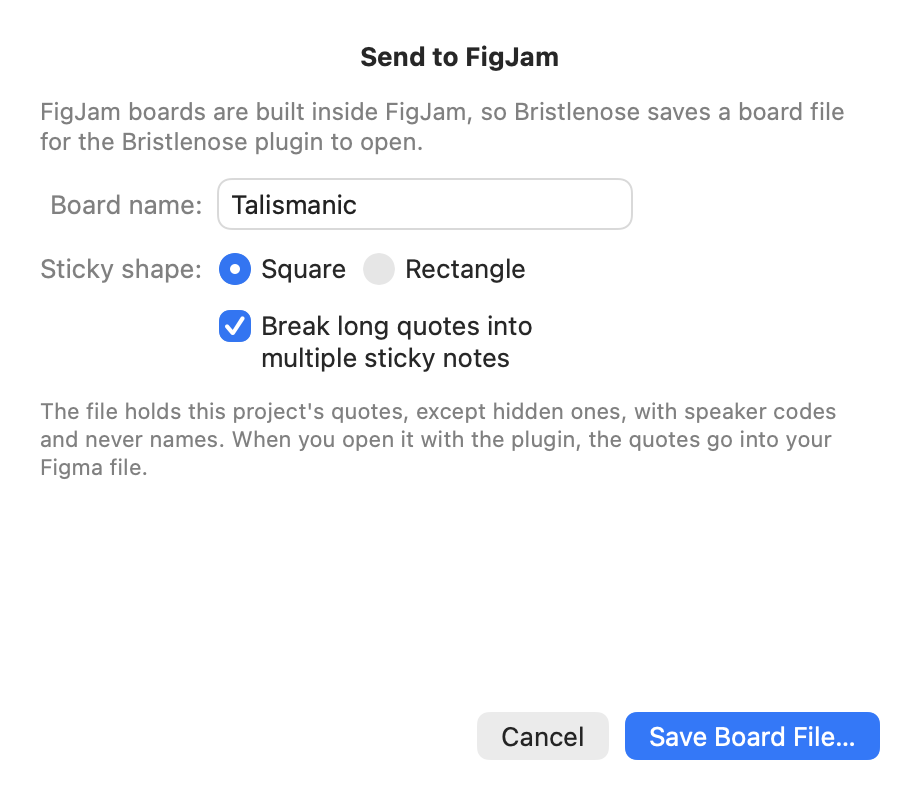 Send to FigJam
FigJam boards are built inside FigJam, so Bristlenose saves a board file
for the Bristlenose plugin to open.
Board name: Talismanic
Sticky shape: Square Rectangle
Break long quotes into
multiple sticky notes
The file holds this project's quotes, except hidden ones, with speaker codes
and never names. When you open it with the plugin, the quotes go into your
Figma file.
Cancel Save Board File...